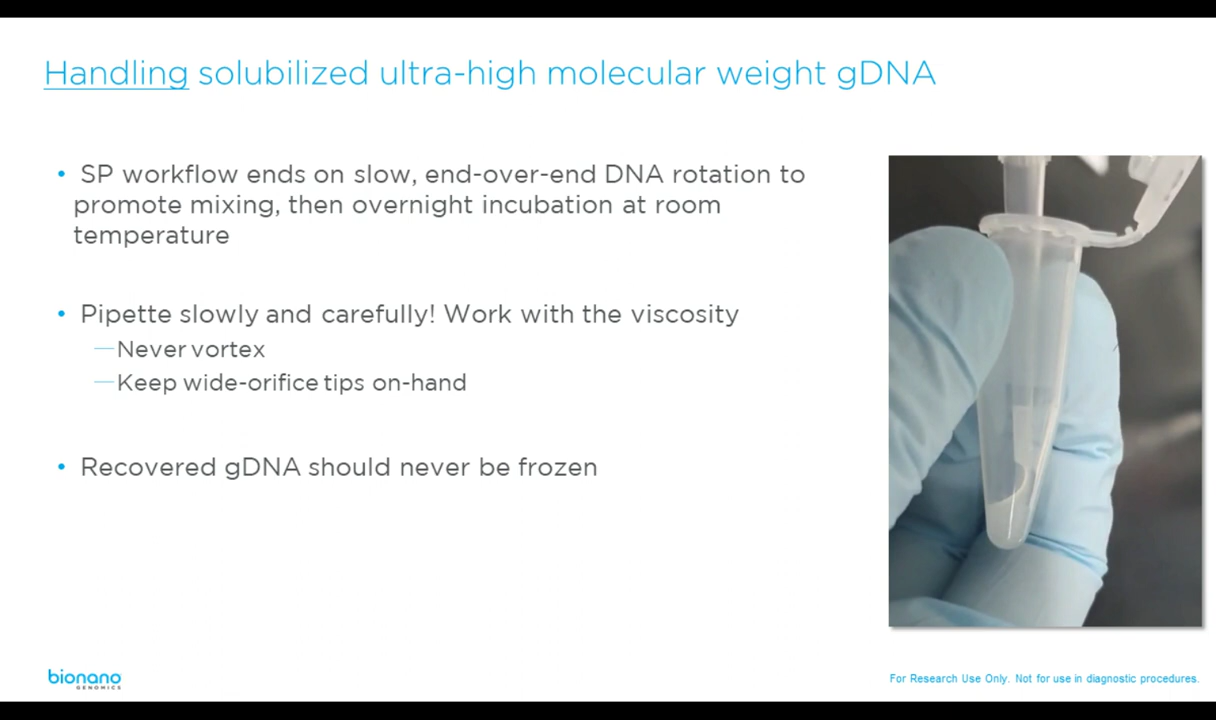 Handling solubilized ultra-high molecular weight gDNA
• SP workflow ends on slow, end-over-end DNA rotation to
promote mixing, then overnight incubation at room
temperature
• Pipette slowly and carefully! Work with the viscosity
—Never vortex
—Keep wide-orifice tips on-hand
• Recovered gDNA should never be frozen
bionano
GENOMICS
For Research Use Only. Not for use in diagnostic procedures.